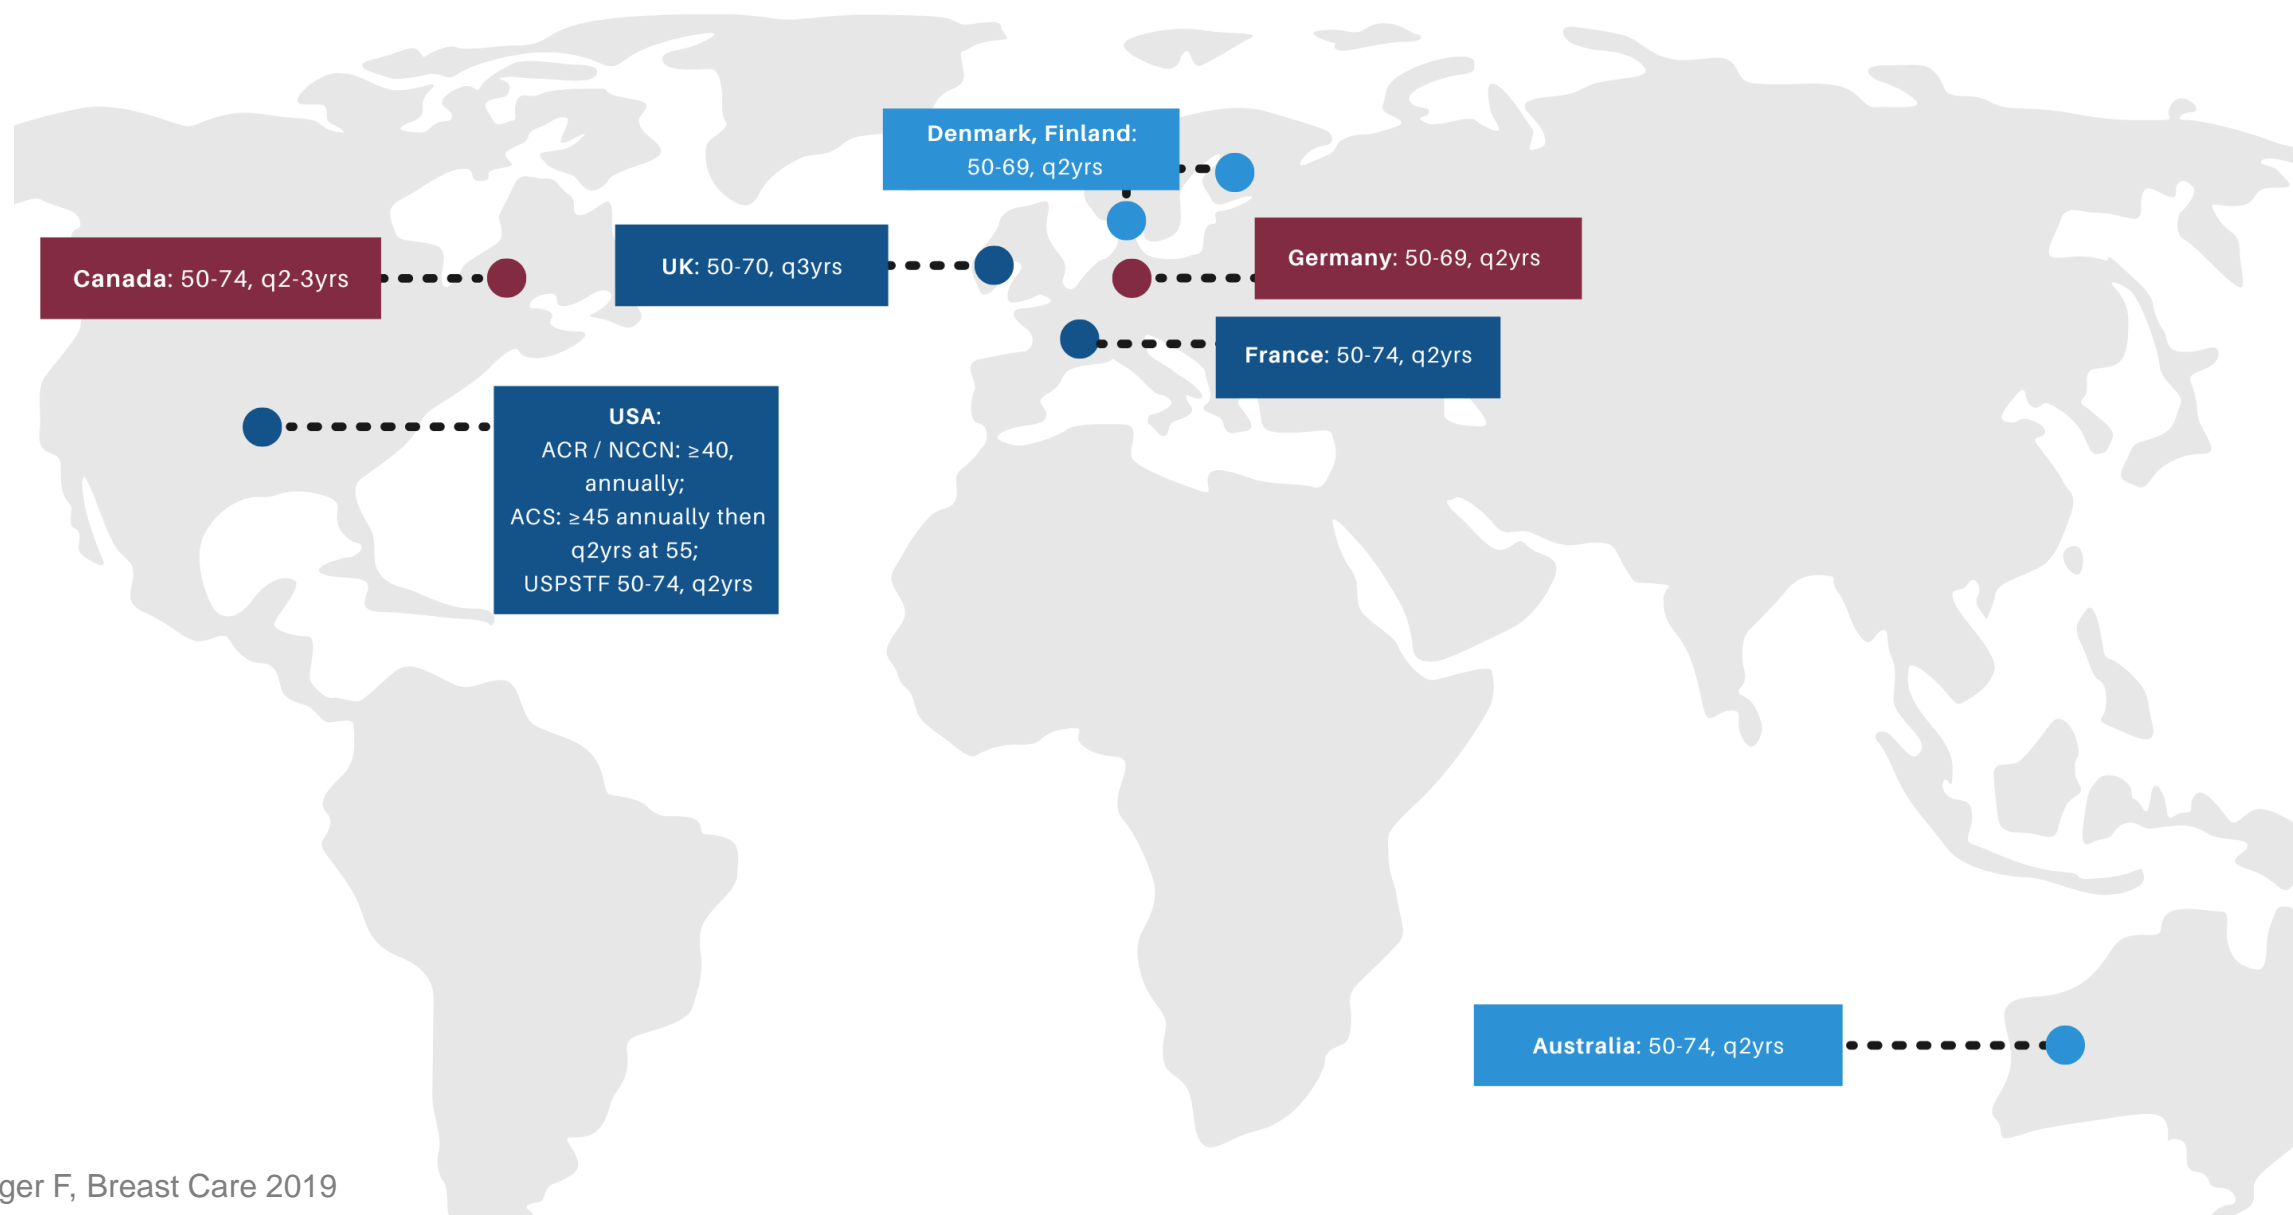 Denmark, Finland:
50-69, q2yrs
Canada: 50-74, q2-3yrs
UK: 50-70, q3yrs
Germany: 50-69, q2yrs
France: 50-74, q2yrs
USA:
ACR / NCCN: ≥40,
annually;
ACS: ≥45 annually then
q2yrs at 55;
USPSTF 50-74, q2yrs
Australia: 50-74, q2yrs
F, Breast Care 2019